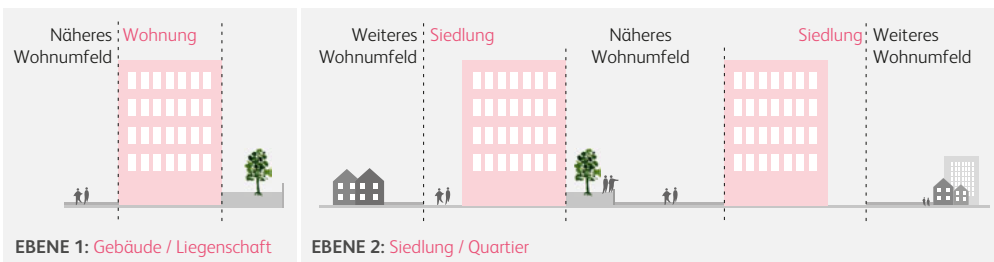 Näheres
Wohnumfeld
Wohnung
EBENE 1: Gebäude / Liegenschaft
Weiteres
Wohnumfeld
Siedlung
Näheres
Wohnumfeld
Siedlung
Weiteres
Wohnumfeld
EBENE 2: Siedlung / Quartier